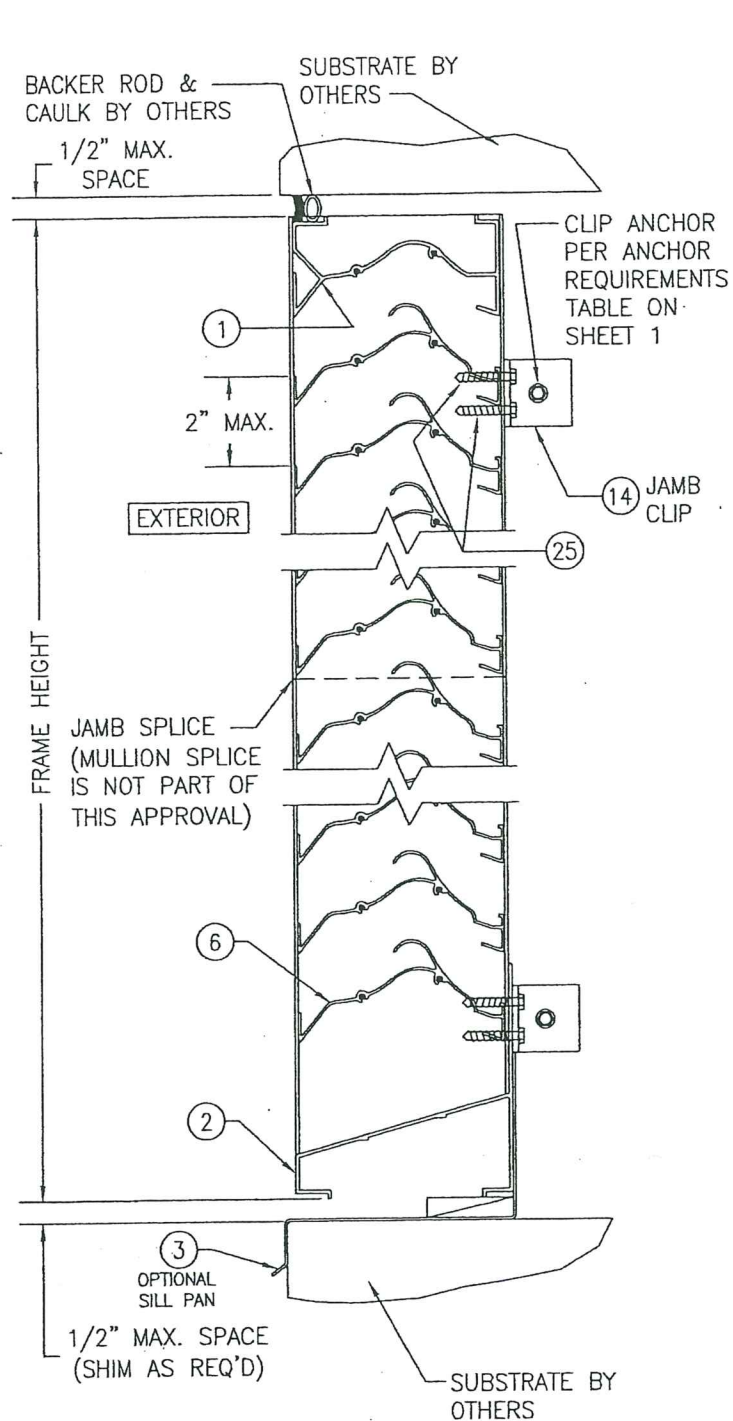 BACKER ROD &
CAULK BY OTHERS
SUBSTRATE BY
OTHERS
1/2" MAX.
SPACE
CLIP ANCHOR
PER ANCHOR
REQUIREMENTS
TABLE ON
SHEET 1
1
2" MAX.
14 JAMB
CLIP
EXTERIOR
25
FRAME HEIGHT
JAMB SPLICE
(MULLION SPLICE
IS NOT PART OF
THIS APPROVAL)
6
2
3
OPTIONAL
SILL PAN
1/2" MAX. SPACE
(SHIM AS REQ'D)
SUBSTRATE BY
OTHERS